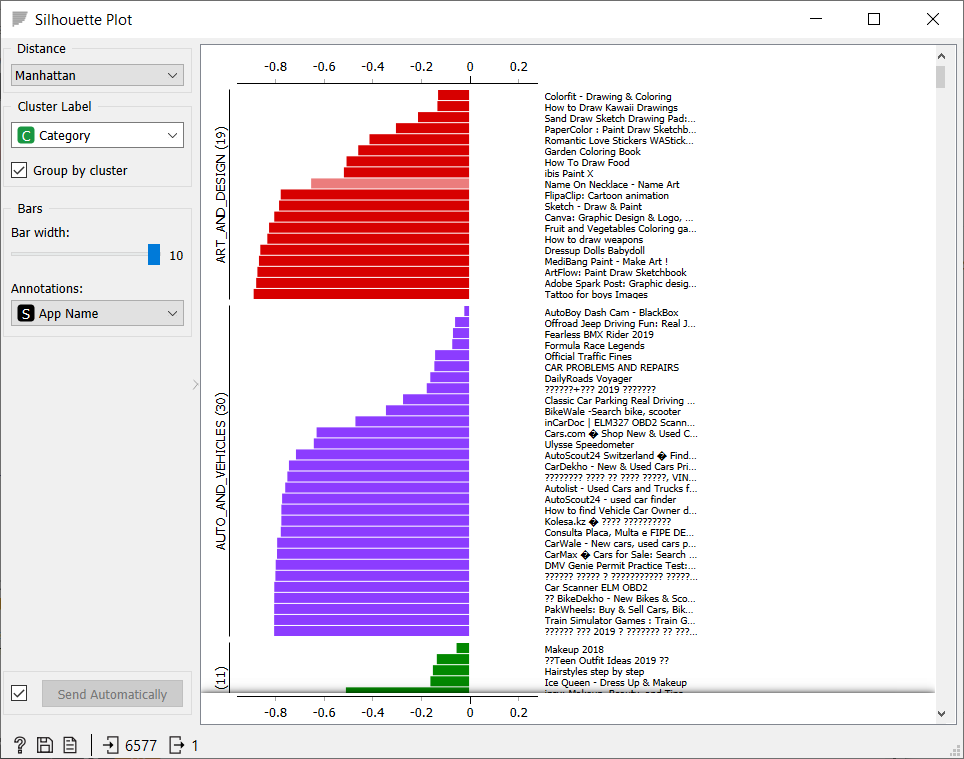 Silhouette Plot
Distance
Manhattan
Cluster Label
C Category
Group by cluster
Bars
Bar width:
10
Annotations:
S App Name
Send Automatically
? 6577 1
-0.8 -0.6 -0.4 -0.2 0 0.2
ART_AND_DESIGN (19)
Colorfit - Drawing & Coloring
How to Draw Kawaii Drawings
Sand Draw Sketch Drawing Pad:...
PaperColor : Paint Draw Sketchb...
Romantic Love Stickers WAStick...
Garden Coloring Book
How To Draw Food
ibis Paint X
Name On Necklace - Name Art
FlipaClip: Cartoon animation
Sketch - Draw & Paint
Canva: Graphic Design & Logo, ...
Fruit and Vegetables Coloring ga...
How to draw weapons
Dressup Dolls Babydoll
MediBang Paint - Make Art !
ArtFlow: Paint Draw Sketchbook
Adobe Spark Post: Graphic desig...
Tattoo for boys Images
AUTO_AND_VEHICLES (30)
AutoBoy Dash Cam - BlackBox
Offroad Jeep Driving Fun: Real J...
Fearless BMX Rider 2019
Formula Race Legends
Official Traffic Fines
CAR PROBLEMS AND REPAIRS
DailyRoads Voyager
??????+??? 2019 ???????
Classic Car Parking Real Driving ...
BikeWale -Search bike, scooter
inCarDoc | ELM327 OBD2 Scann...
Cars.com � Shop New & Used C...
Ulysse Speedometer
AutoScout24 Switzerland � Find...
CarDekho - New & Used Cars Pri...
???????? ???? ?? ???? ?????, VIN...
Autolist - Used Cars and Trucks f...
AutoScout24 - used car finder
How to find Vehicle Car Owner d...
Kolesa.kz � ???? ??????????
Consulta Placa, Multa e FIPE DE...
CarWale - New cars, used cars p...
CarMax � Cars for Sale: Search ...
DMV Genie Permit Practice Test:...
?????? ????? ? ??????????? ?????...
Car Scanner ELM OBD2
?? BikeDekho - New Bikes & Sco...
PakWheels: Buy & Sell Cars, Bik...
Train Simulator Games : Train G...
?????? ??? 2019 ? ??????? ?? ???...
(11)
Makeup 2018
??Teen Outfit Ideas 2019 ??
Hairstyles step by step
Ice Queen - Dress Up & Makeup
-0.8 -0.6 -0.4 -0.2 0 0.2